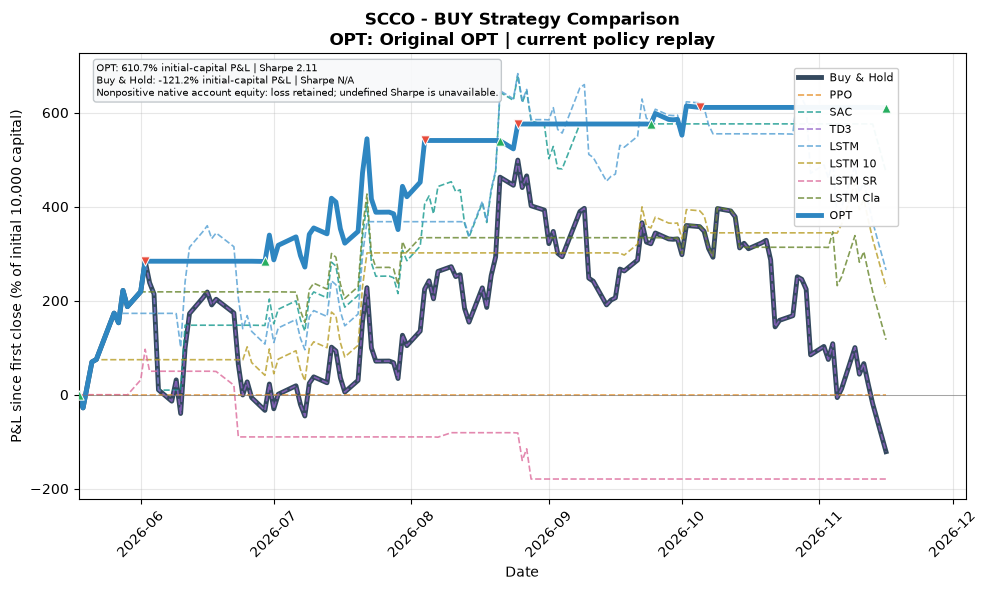 SCCO - BUY Strategy Comparison
OPT: Original OPT | current policy replay
OPT: 610.7% initial-capital P&L | Sharpe 2.11
Buy & Hold: -121.2% initial-capital P&L | Sharpe N/A
Nonpositive native account equity: loss retained; undefined Sharpe is unavailable.
Buy & Hold
PPO
SAC
TD3
LSTM
LSTM 10
LSTM SR
LSTM Cla
OPT
P&L since first close (% of initial 10,000 capital)
600
400
200
0
−200
2026-06
2026-07
2026-08
2026-09
2026-10
2026-11
2026-12
Date